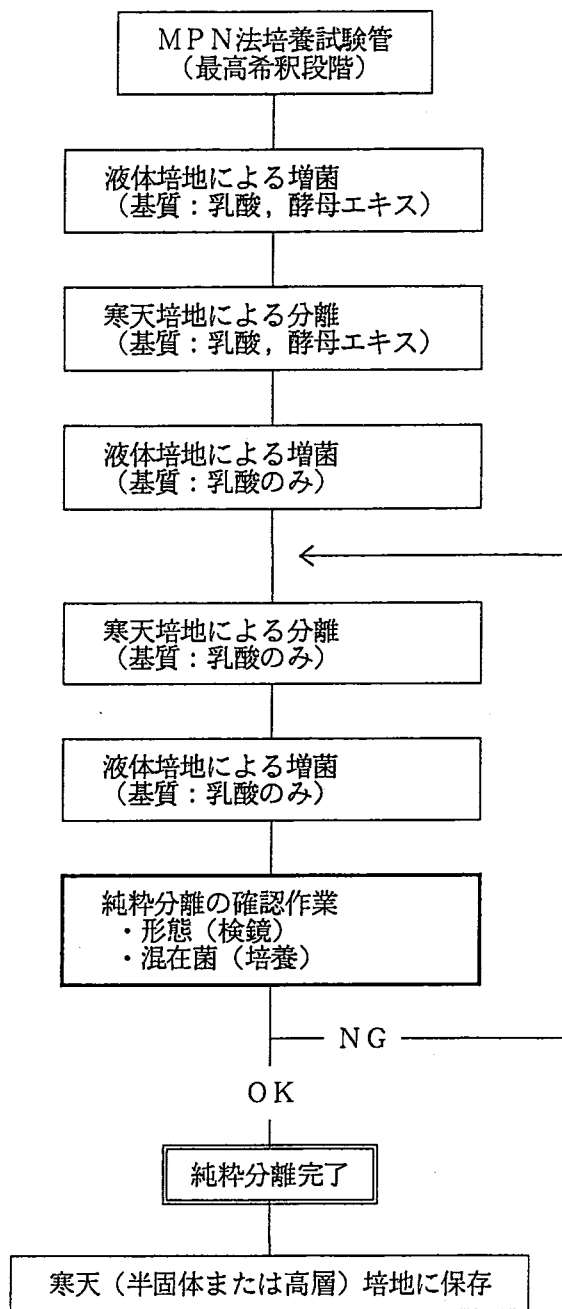 MPN法培養試験管
(最高希釈段階)
液体培地による増菌
(基質:乳酸,酵母エキス)
寒天培地による分離
(基質:乳酸,酵母エキス)
液体培地による増菌
(基質:乳酸のみ)
寒天培地による分離
(基質:乳酸のみ)
液体培地による増菌
(基質:乳酸のみ)
純粋分離の確認作業
・形態(検鏡)
・混在菌(培養)
NG
OK
純粋分離完了
寒天(半固体または高層)培地に保存